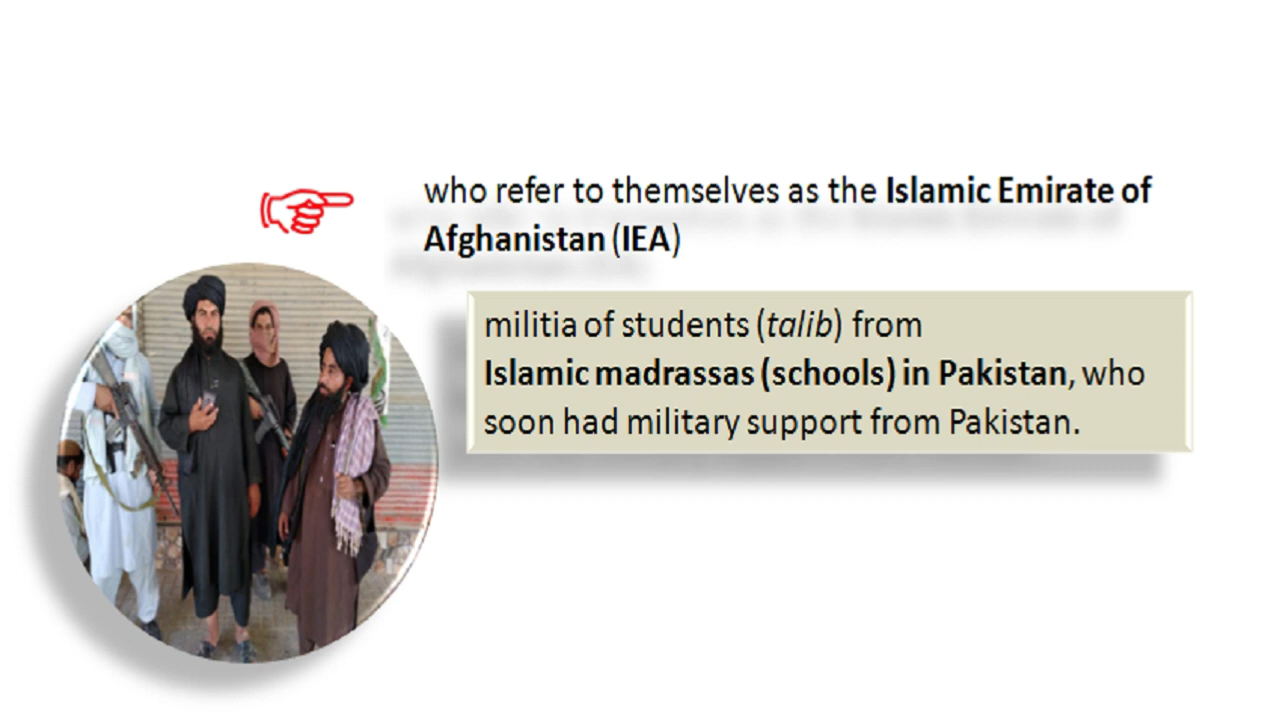 who refer to themselves as the Islamic Emirate of
Afghanistan (IEA)
militia of students (talib) from
Islamic madrassas (schools) in Pakistan, who
soon had military support from Pakistan.